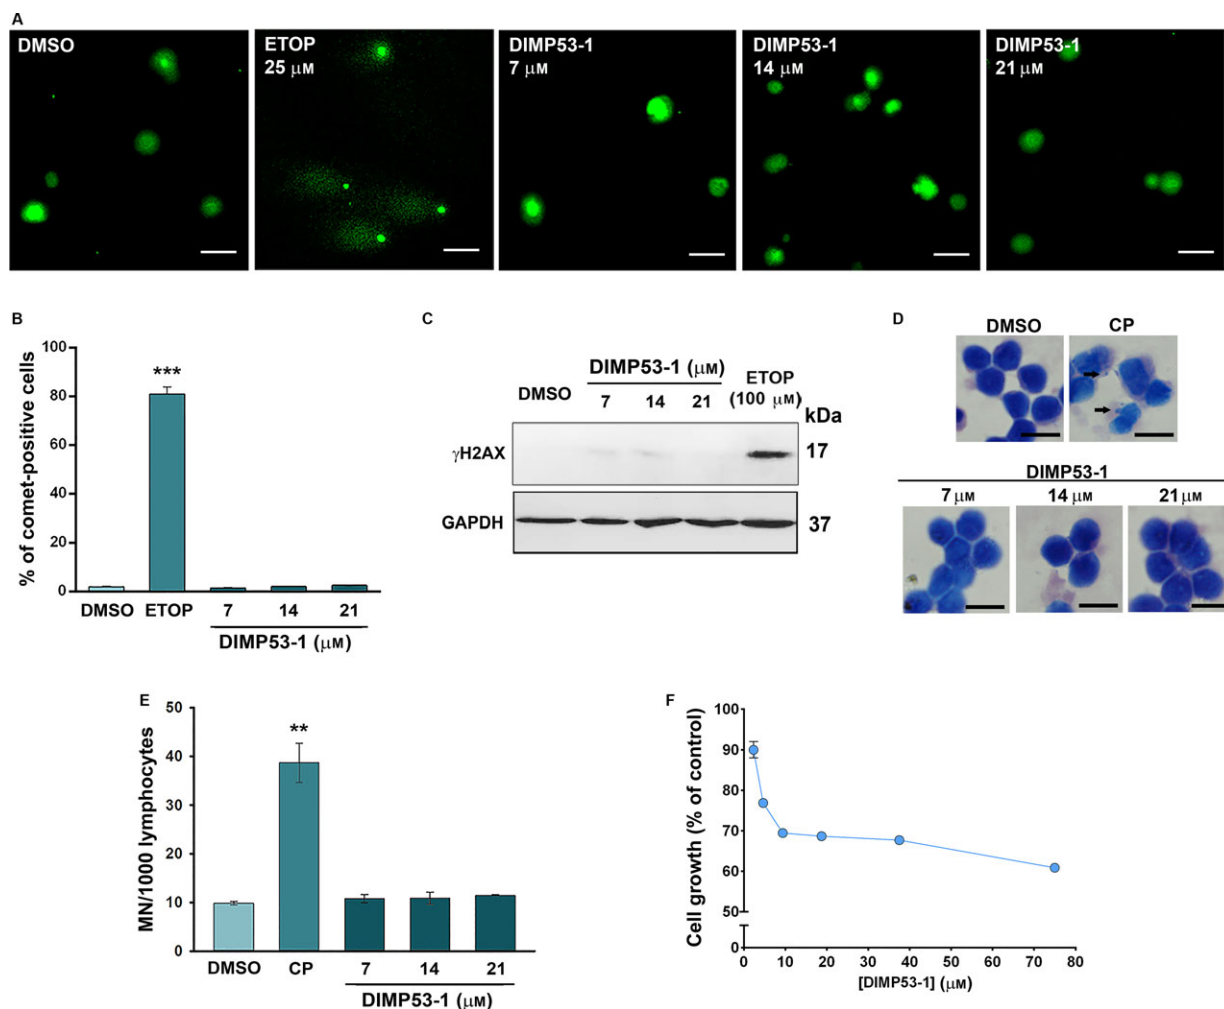 A
DMSO
ETOP
25 μM
DIMP53-1
7 μM
DIMP53-1
14 μM
DIMP53-1
21 μM
B
% of comet-positive cells
100
80
60
40
20
0
***
DMSO ETOP 7 14 21
DIMP53-1 (μM)
C
DIMP53-1 (μM)
DMSO 7 14 21 ETOP
(100 μM)
kDa
γH2AX 17
GAPDH 37
D
DMSO CP
DIMP53-1
7 μM 14 μM 21 μM
E
MN/1000 lymphocytes
50
40
30
20
10
0
**
DMSO CP 7 14 21
DIMP53-1 (μM)
F
Cell growth (% of control)
100
90
80
70
60
50
0
0 10 20 30 40 50 60 70 80
[DIMP53-1] (μM)